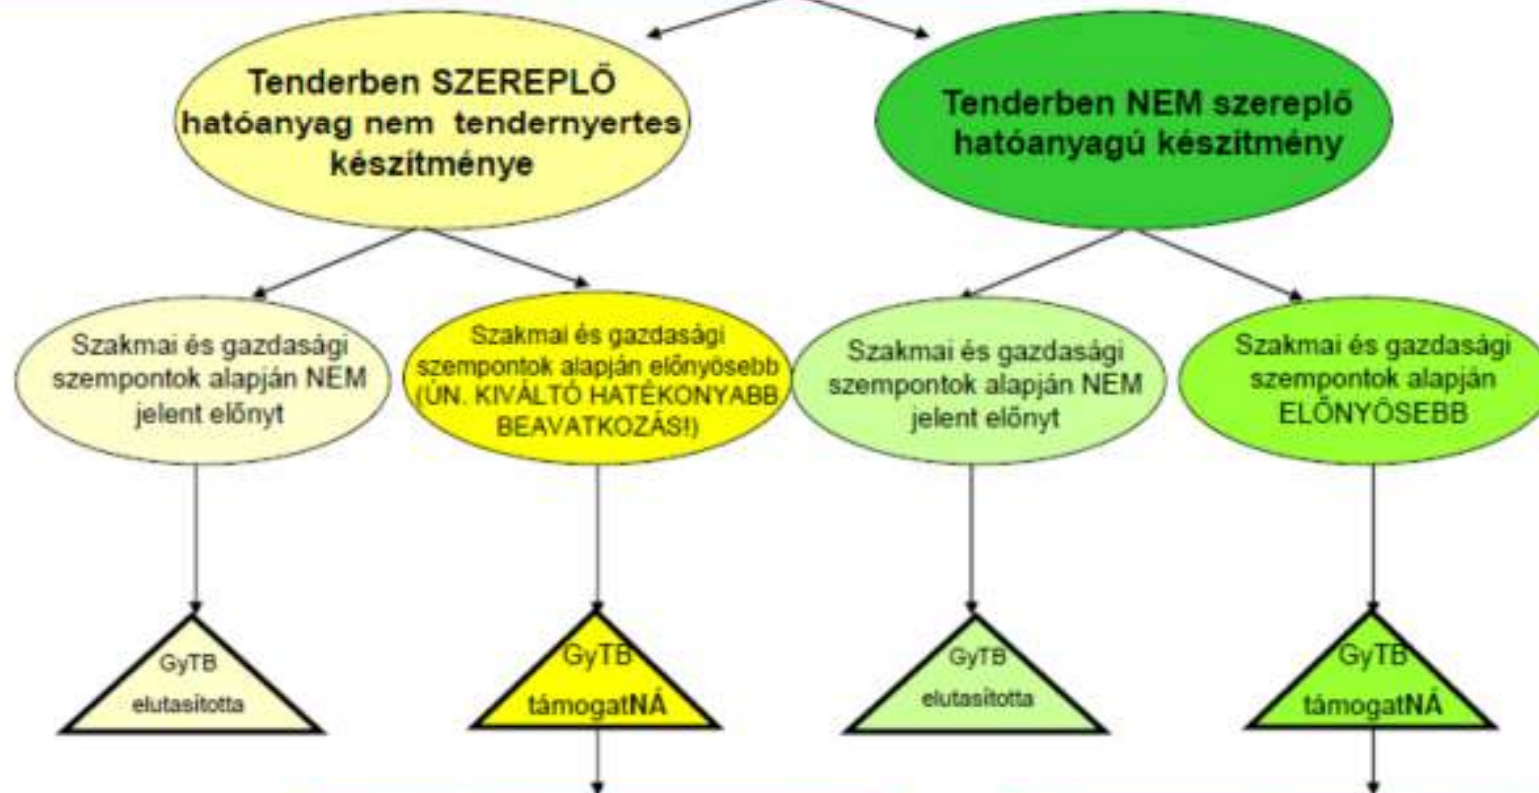 Tenderben SZEREPLŐ
hatóanyag nem tendernyertes
készítménye
Tenderben NEM szereplő
hatóanyagú készítmény
Szakmai és gazdasági
szempontok alapján NEM
jelent előnyt
Szakmai és gazdasági
szempontok alapján előnyösebb
(ÚN. KIVÁLTÓ HATÉKONYABB
BEAVATKOZÁS!)
Szakmai és gazdasági
szempontok alapján NEM
jelent előnyt
Szakmai és gazdasági
szempontok alapján
ELŐNYÖSEBB
GyTB
elutasította
GyTB
támogatNÁ
GyTB
elutasította
GyTB
támogatNÁ